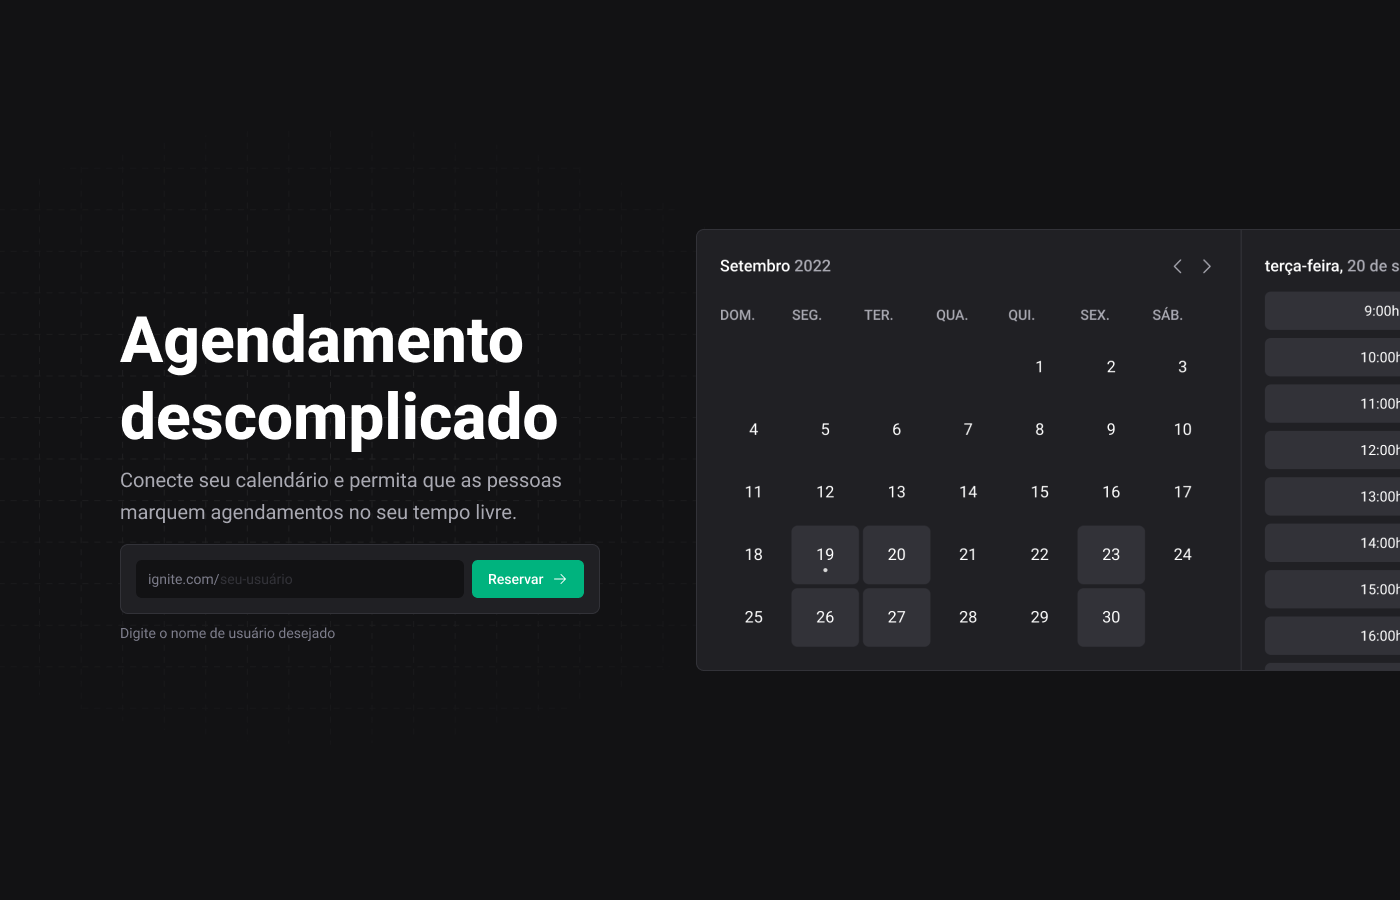 Agendamento
descomplicado
Conecte seu calendário e permita que as pessoas
marquem agendamentos no seu tempo livre.
ignite.com/seu-usuário
Reservar
Digite o nome de usuário desejado
Setembro 2022
DOM. SEG. TER. QUA. QUI. SEX. SÁB.
1 2 3
4 5 6 7 8 9 10
11 12 13 14 15 16 17
18 19 20 21 22 23 24
25 26 27 28 29 30
terça-feira, 20 de s
9:00h
10:00h
11:00h
12:00h
13:00h
14:00h
15:00h
16:00h